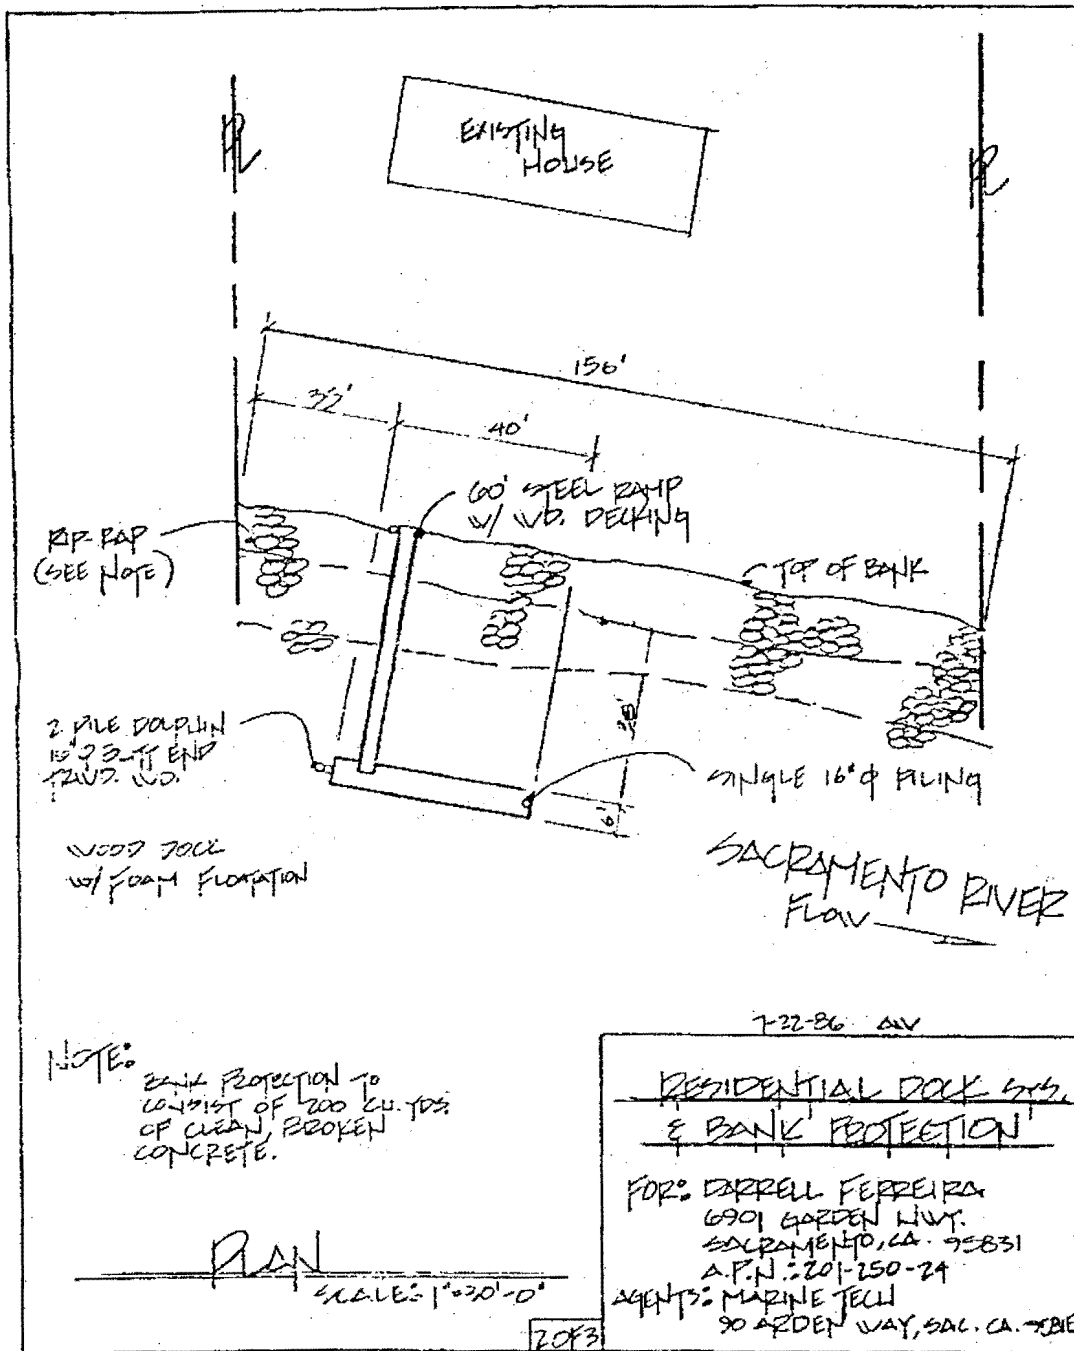 PL
PL
EXISTING
HOUSE
156'
40'
60' STEEL RAMP
W/ WD. DECKING
RIP-RAP
(SEE NOTE)
TOP OF BANK
2 PILE DOLPHIN
END
SINGLE 16"φ PILING
6'
WOOD DOCK
W/ FOAM FLOATATION
SACRAMENTO RIVER
FLOW
7-22-86
NOTE:
BANK PROTECTION TO
CONSIST OF 200 CU. YDS.
OF CLEAN, BROKEN
CONCRETE.
PLAN
SCALE: 1"=30'-0"
RESIDENTIAL DOCK SYS.
& BANK PROTECTION
FOR: DARRELL FERREIRA
6901 GARDEN HWY.
SACRAMENTO, CA. 95831
A.P.N.: 201-250-24
AGENTS: MARINE TECH
90 ARDEN WAY, SAC. CA.
2 OF 3